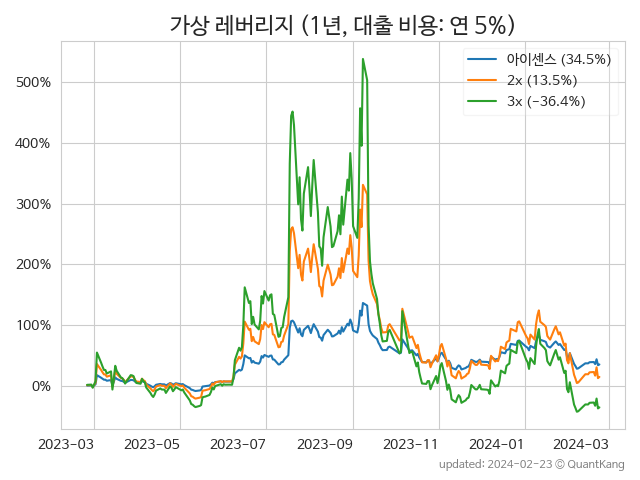 가상 레버리지 (1년, 대출 비용: 연 5%)
아이센스 (34.5%)
2x (13.5%)
3x (−36.4%)
500%
400%
300%
200%
100%
0%
2023-03 2023-05 2023-07 2023-09 2023-11 2024-01 2024-03
updated: 2024-02-23 © QuantKang